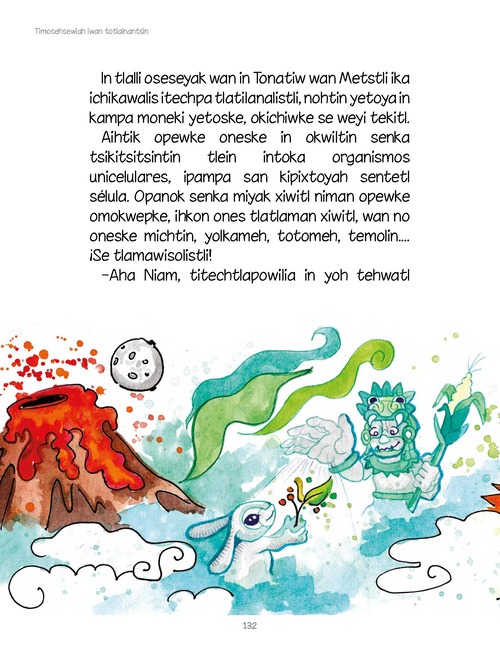 Timosehsewiah iwan totlalnantsin
In tlalli oseseyak wan in Tonatiw wan Metstli ika
ichikawalis itechpa tlatilanalistli, nohtin yetoya in
kampa moneki yetoske, okichiwke se weyi tekitl.
Aihtik opewke oneske in okwiltin senka
tsikitsitsintin tlein intoka organismos
unicelulares, ipampa san kipixtoyah sentetl
sélula. Opanok senka miyak xiwitl niman opewke
omokwepke, ihkon ones tlatlaman xiwitl, wan no
oneske michtin, yolkameh, totomeh, temolin....
¡Se tlamawisolistli!
–Aha Niam, titechtlapowilia in yoh tehwatl
132